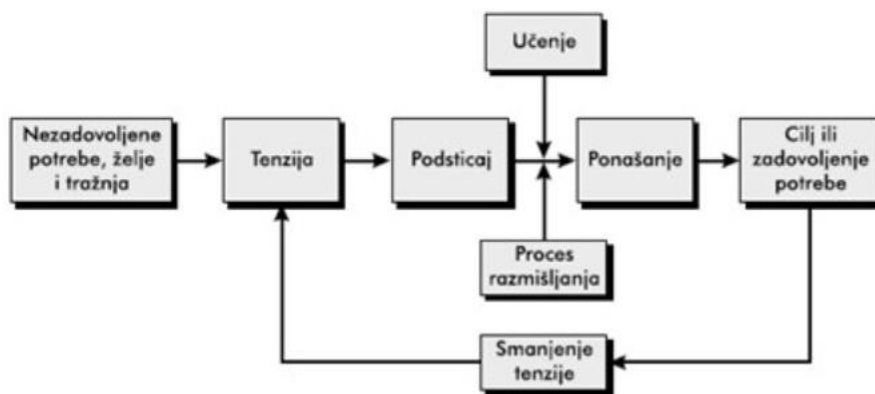 Učenje
Nezadovoljene
potrebe, želje
i tražnja
Tenzija
Podsticaj
Ponašanje
Cilj ili
zadovoljenje
potrebe
Proces
razmišljanja
Smanjenje
tenzije